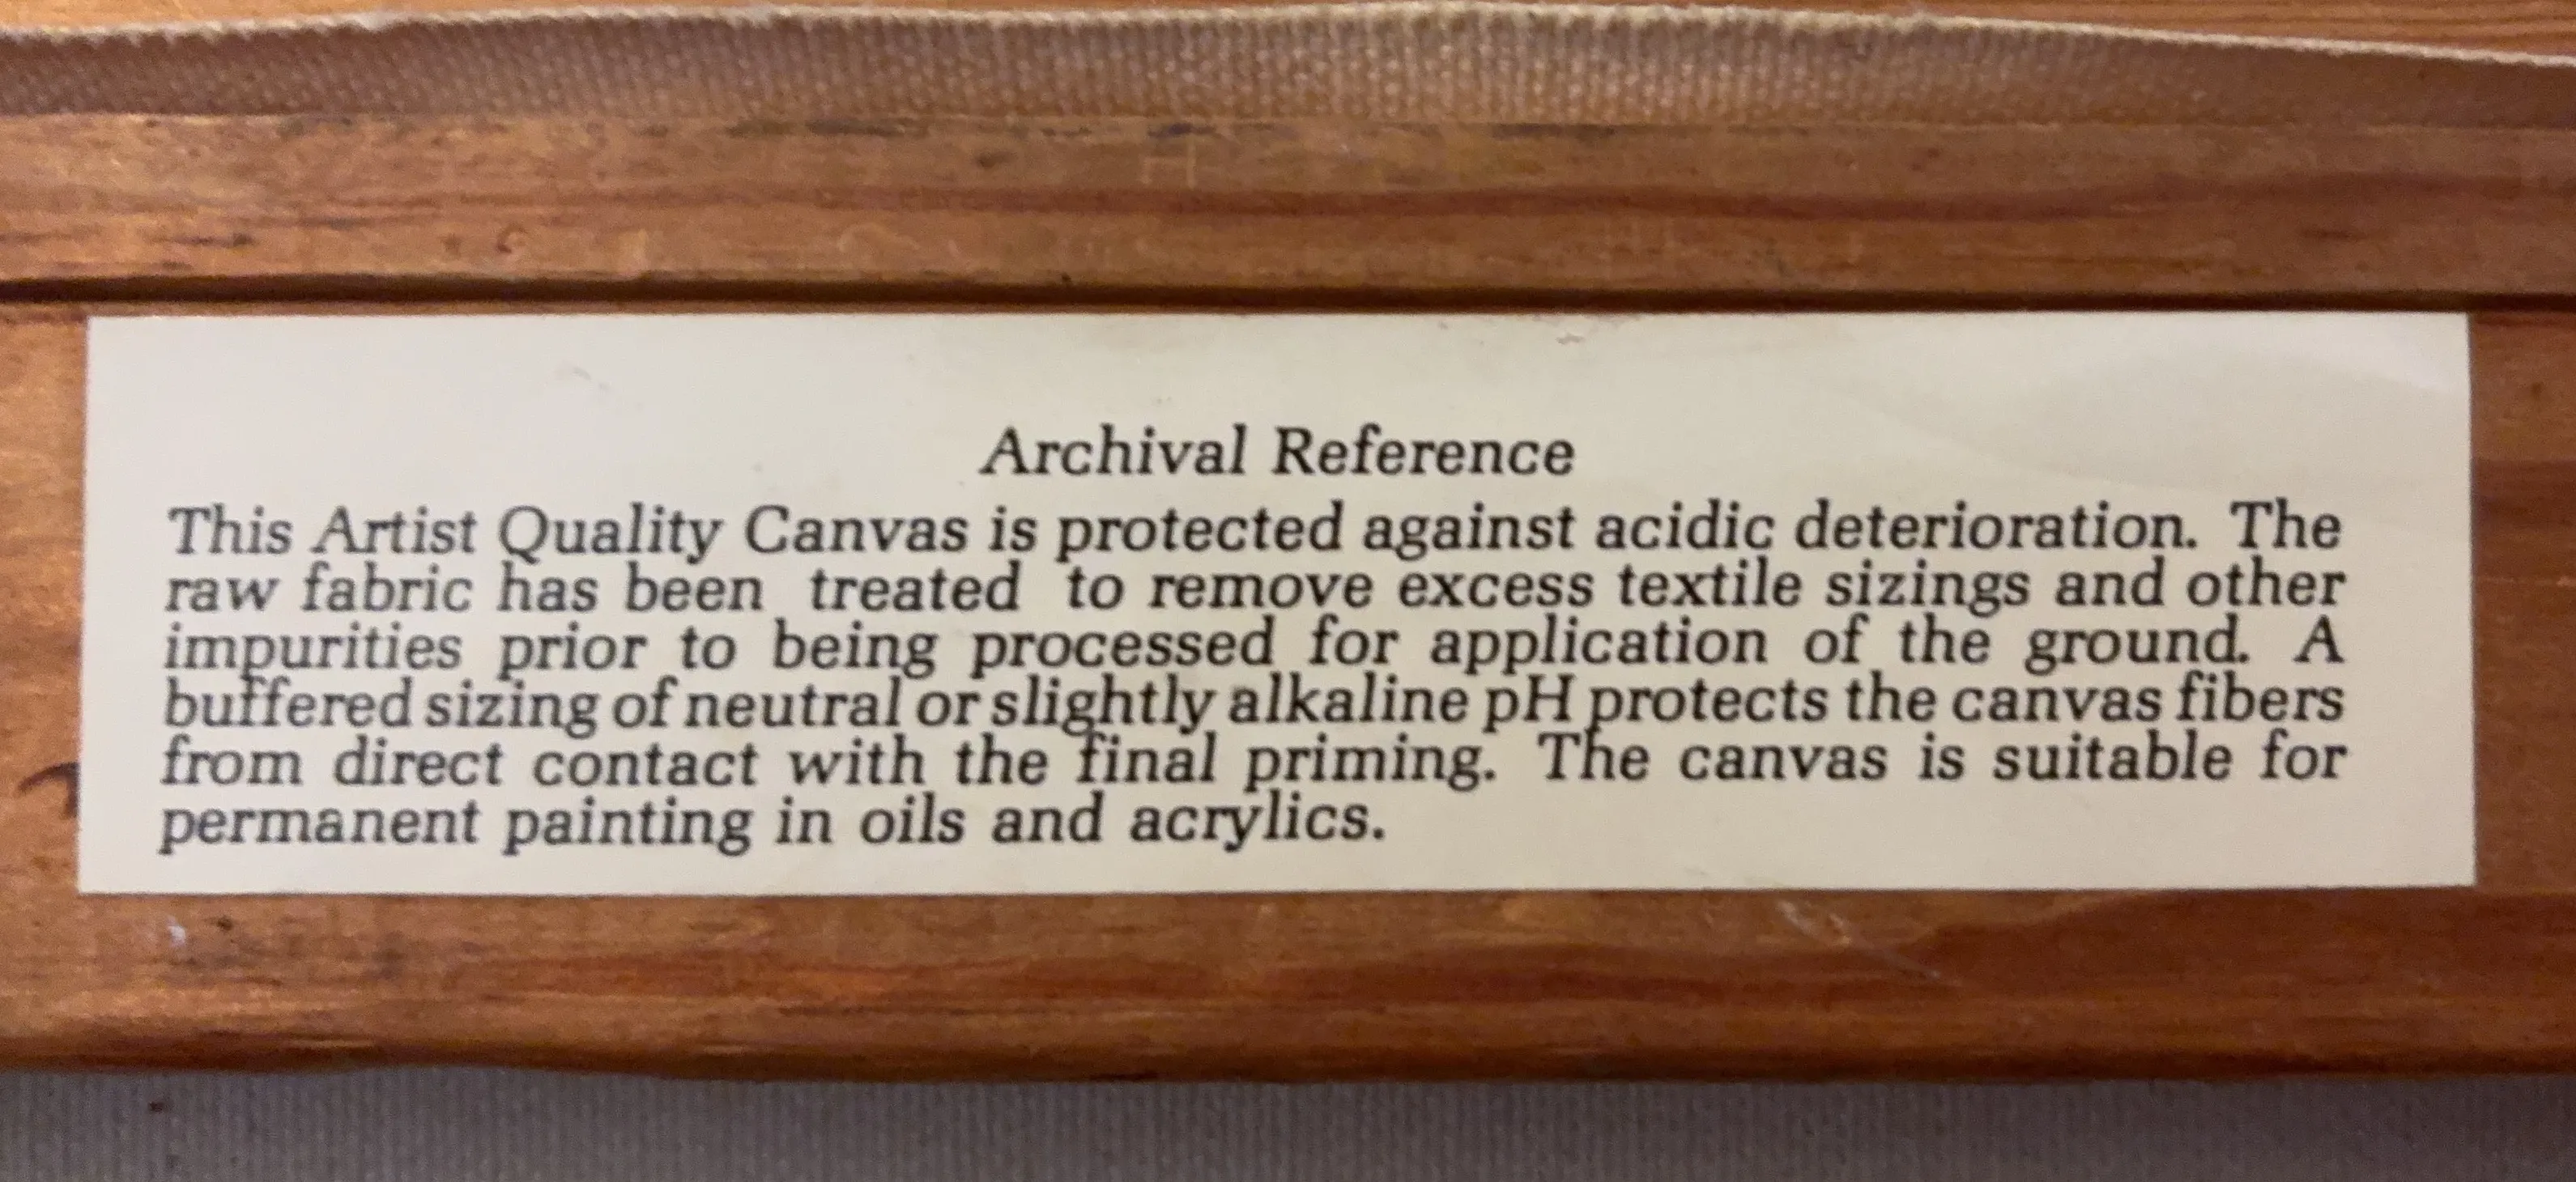 Archival Reference
This Artist Quality Canvas is protected against acidic deterioration. The
raw fabric has been treated to remove excess textile sizings and other
impurities prior to being processed for application of the ground. A
buffered sizing of neutral or slightly alkaline pH protects the canvas fibers
from direct contact with the final priming. The canvas is suitable for
permanent painting in oils and acrylics.